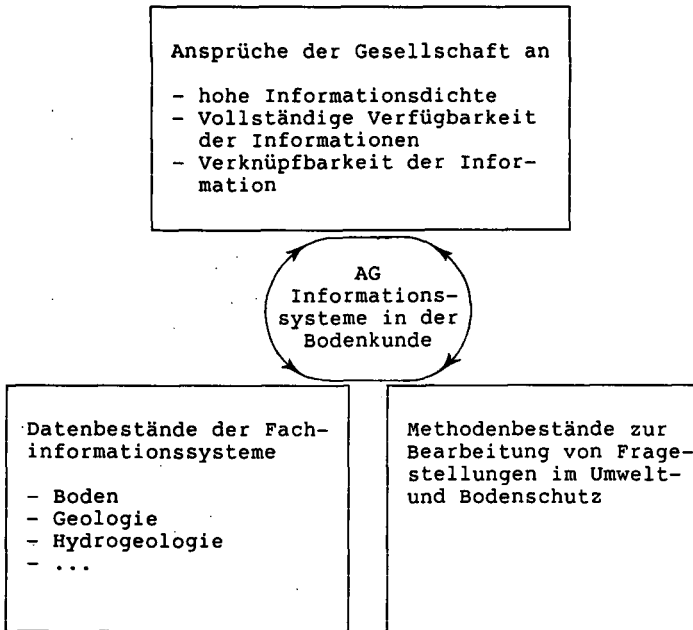 Ansprüche der Gesellschaft an
- hohe Informationsdichte
- Vollständige Verfügbarkeit
der Informationen
- Verknüpfbarkeit der Infor-
mation
AG
Informations-
systeme in der
Bodenkunde
Datenbestände der Fach-
informationssysteme
- Boden
- Geologie
- Hydrogeologie
- ...
Methodenbestände zur
Bearbeitung von Frage-
stellungen im Umwelt-
und Bodenschutz